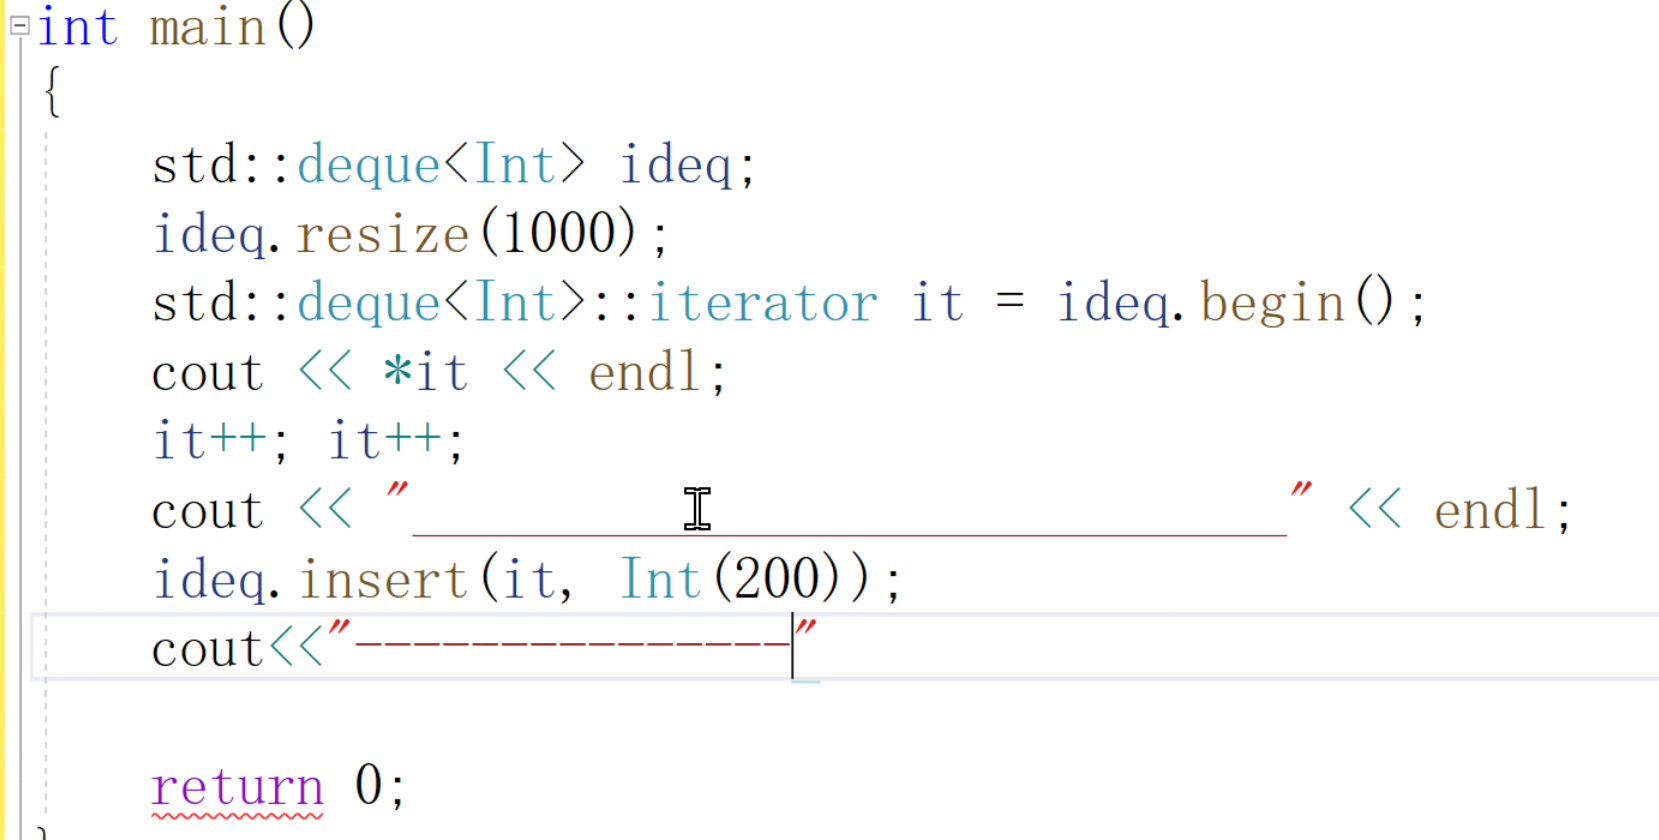 int main()
{
    std::deque<Int> ideq;
    ideq.resize(1000);
    std::deque<Int>::iterator it = ideq.begin();
    cout << *it << endl;
    it++; it++;
    cout << "______________________________" << endl;
    ideq.insert(it, Int(200));
    cout<<"---------------"
    return 0;
}